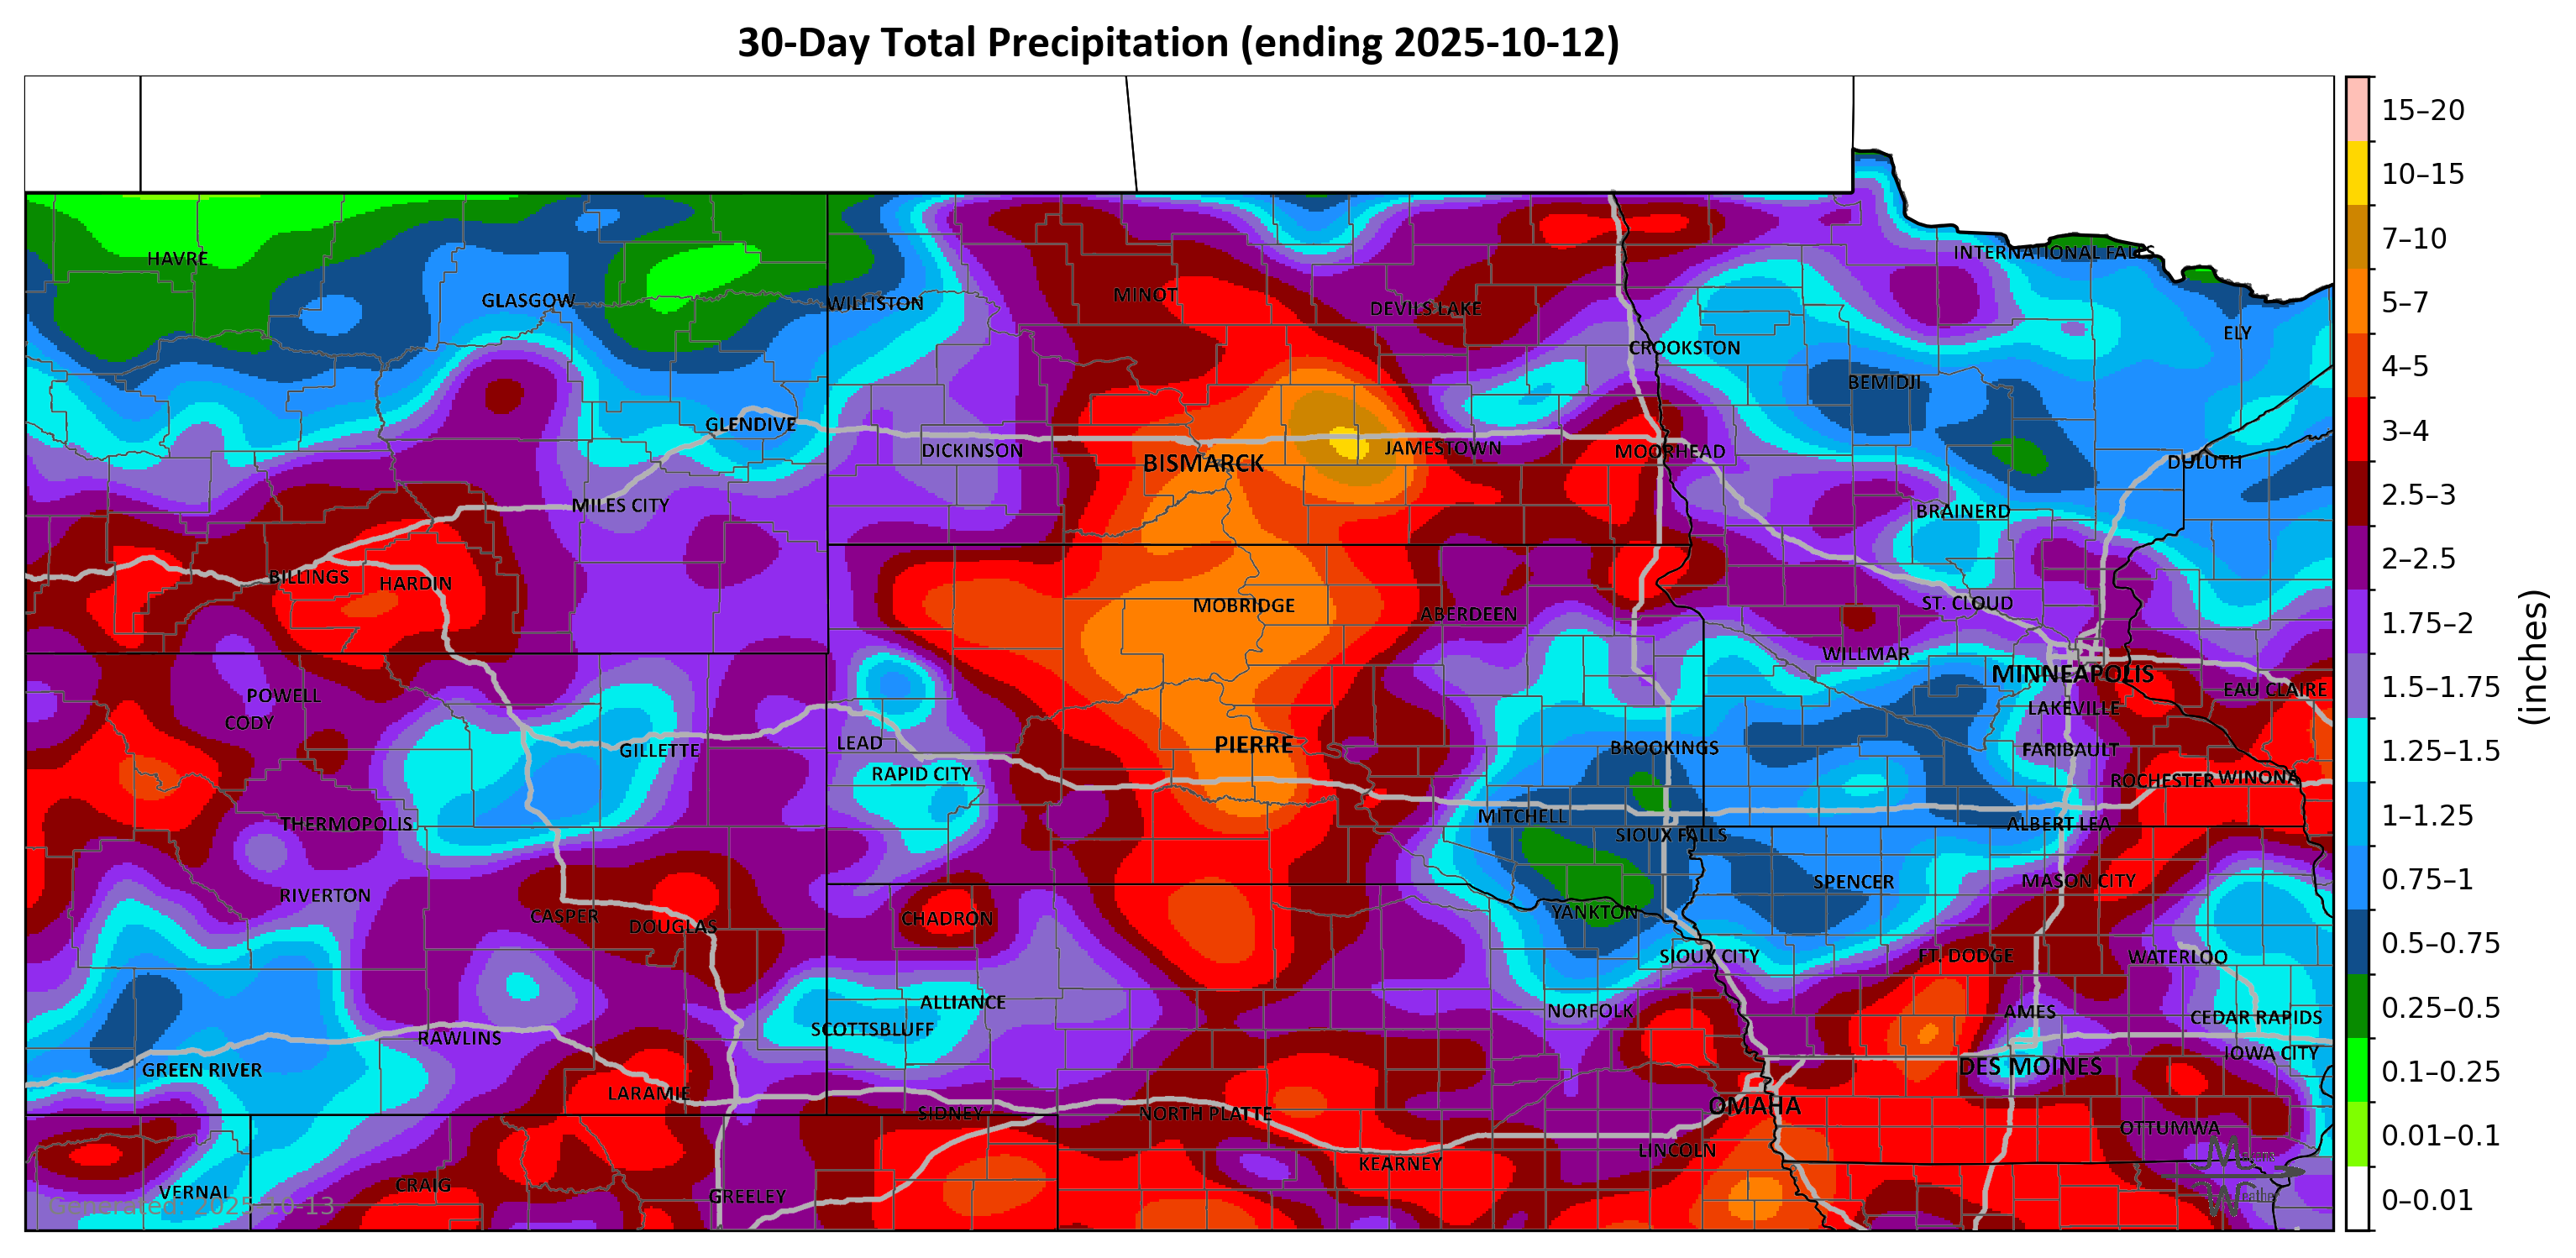 30-Day Total Precipitation (ending 2025-10-12)
15–20
10–15
7–10
5–7
4–5
3–4
2.5–3
2–2.5
1.75–2
1.5–1.75
1.25–1.5
1–1.25
0.75–1
0.5–0.75
0.25–0.5
0.1–0.25
0.01–0.1
0–0.01
(inches)
HAVRE
INTERNATIONAL FALLS
GLASGOW
WILLISTON
MINOT
DEVILS LAKE
ELY
CROOKSTON
BEMIDJI
GLENDIVE
DICKINSON
BISMARCK
JAMESTOWN
MOORHEAD
DULUTH
MILES CITY
BRAINERD
BILLINGS
HARDIN
MOBRIDGE
ABERDEEN
ST. CLOUD
WILLMAR
MINNEAPOLIS
EAU CLAIRE
POWELL
CODY
LAKEVILLE
GILLETTE
LEAD
PIERRE
BROOKINGS
FARIBAULT
RAPID CITY
ROCHESTER
WINONA
THERMOPOLIS
MITCHELL
SIOUX FALLS
ALBERT LEA
RIVERTON
SPENCER
MASON CITY
CASPER
DOUGLAS
CHADRON
YANKTON
SIOUX CITY
FT. DODGE
WATERLOO
ALLIANCE
NORFOLK
AMES
CEDAR RAPIDS
SCOTTSBLUFF
RAWLINS
GREEN RIVER
DES MOINES
IOWA CITY
LARAMIE
SIDNEY
NORTH PLATTE
OMAHA
OTTUMWA
LINCOLN
KEARNEY
VERNAL
CRAIG
GREELEY
Generated: 2025-10-13
Weather